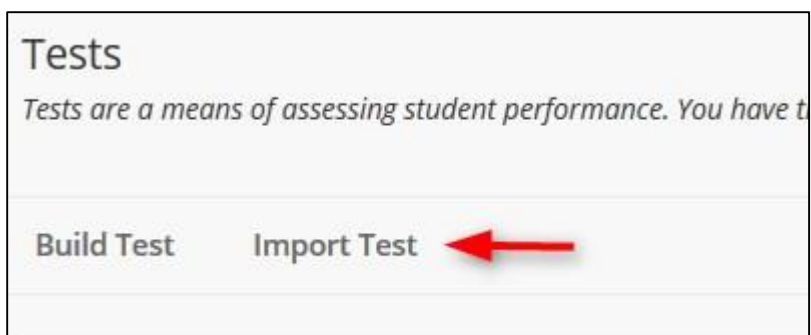 Tests
Tests are a means of assessing student performance. You have
Build Test Import Test